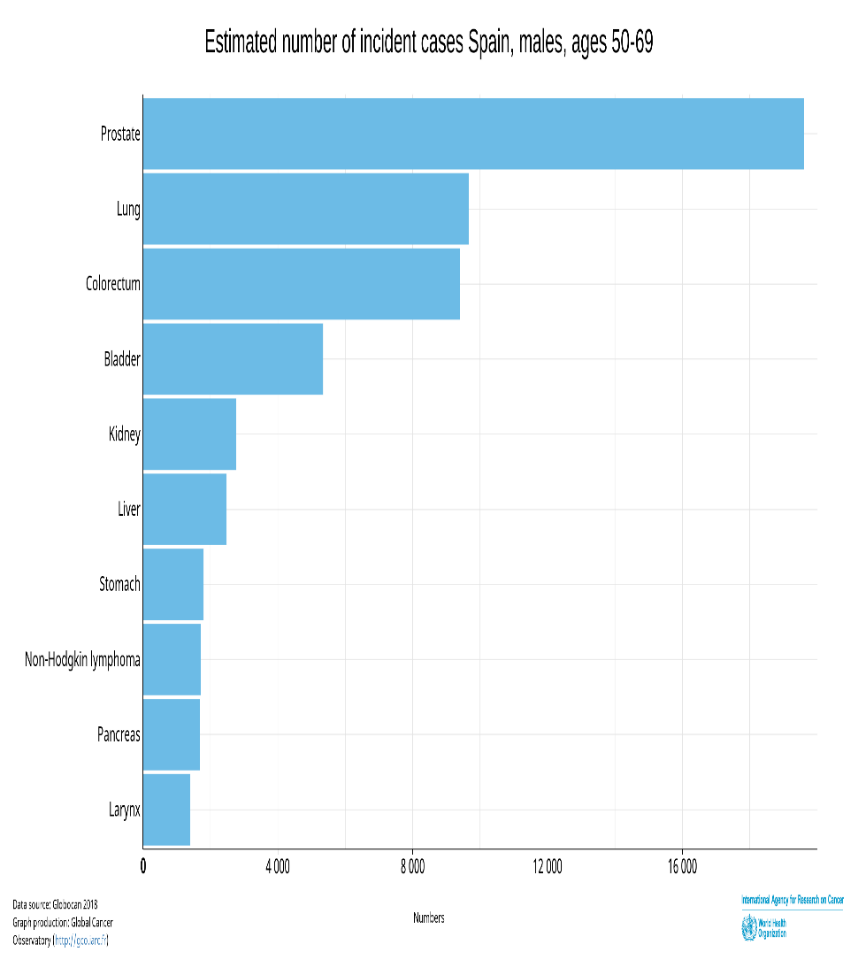 Estimated number of incident cases Spain, males, ages 50-69
Prostate
Lung
Colorectum
Bladder
Kidney
Liver
Stomach
Non-Hodgkin lymphoma
Pancreas
Larynx
0 4 000 8 000 12 000 16 000
Numbers
Data source: Globocan 2018
Graph production: Global Cancer
Observatory (http://gco.iarc.fr)
International Agency for Research on Cancer
World Health
Organization